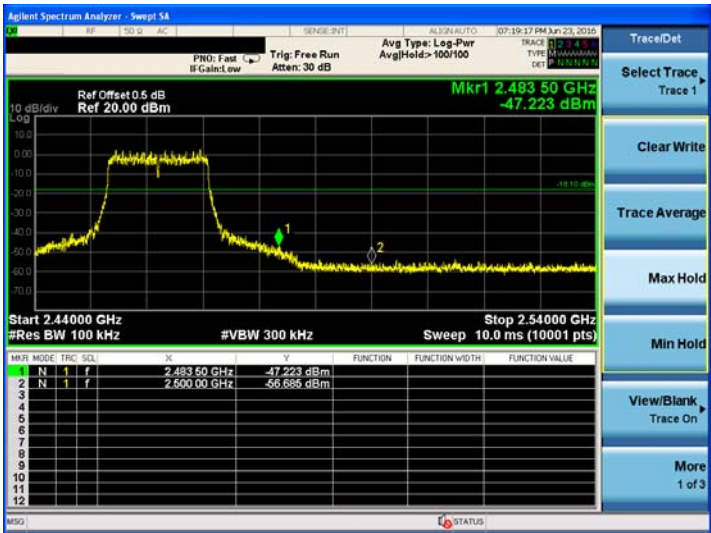 Agilent Spectrum Analyzer - Swept SA
RF 50 Ω AC SENSE:INT ALIGN AUTO 07:19:17 PM Jun 23, 2016
PNO: Fast Trig: Free Run Avg Type: Log-Pwr TRACE 1 2 3 4 5 6
IFGain:Low Atten: 30 dB Avg|Hold:> 100/100 TYPE
DET P N N N N N
Trace/Det
Ref Offset 0.5 dB Mkr1 2.483 50 GHz
10 dB/div Ref 20.00 dBm -47.223 dBm
Log
10.0
0.00
-10.0
-20.0
-18.10 dBm
-30.0
-40.0
-50.0
-60.0
-70.0
1
2
Start 2.44000 GHz Stop 2.54000 GHz
#Res BW 100 kHz #VBW 300 kHz Sweep 10.0 ms (10001 pts)
MKR MODE TRC SCL X Y FUNCTION FUNCTION WIDTH FUNCTION VALUE
1 N 1 f 2.483 50 GHz -47.223 dBm
2 N 1 f 2.500 00 GHz -56.685 dBm
3
4
5
6
7
8
9
10
11
12
MSG STATUS
Select Trace
Trace 1
Clear Write
Trace Average
Max Hold
Min Hold
View/Blank
Trace On
More
1 of 3